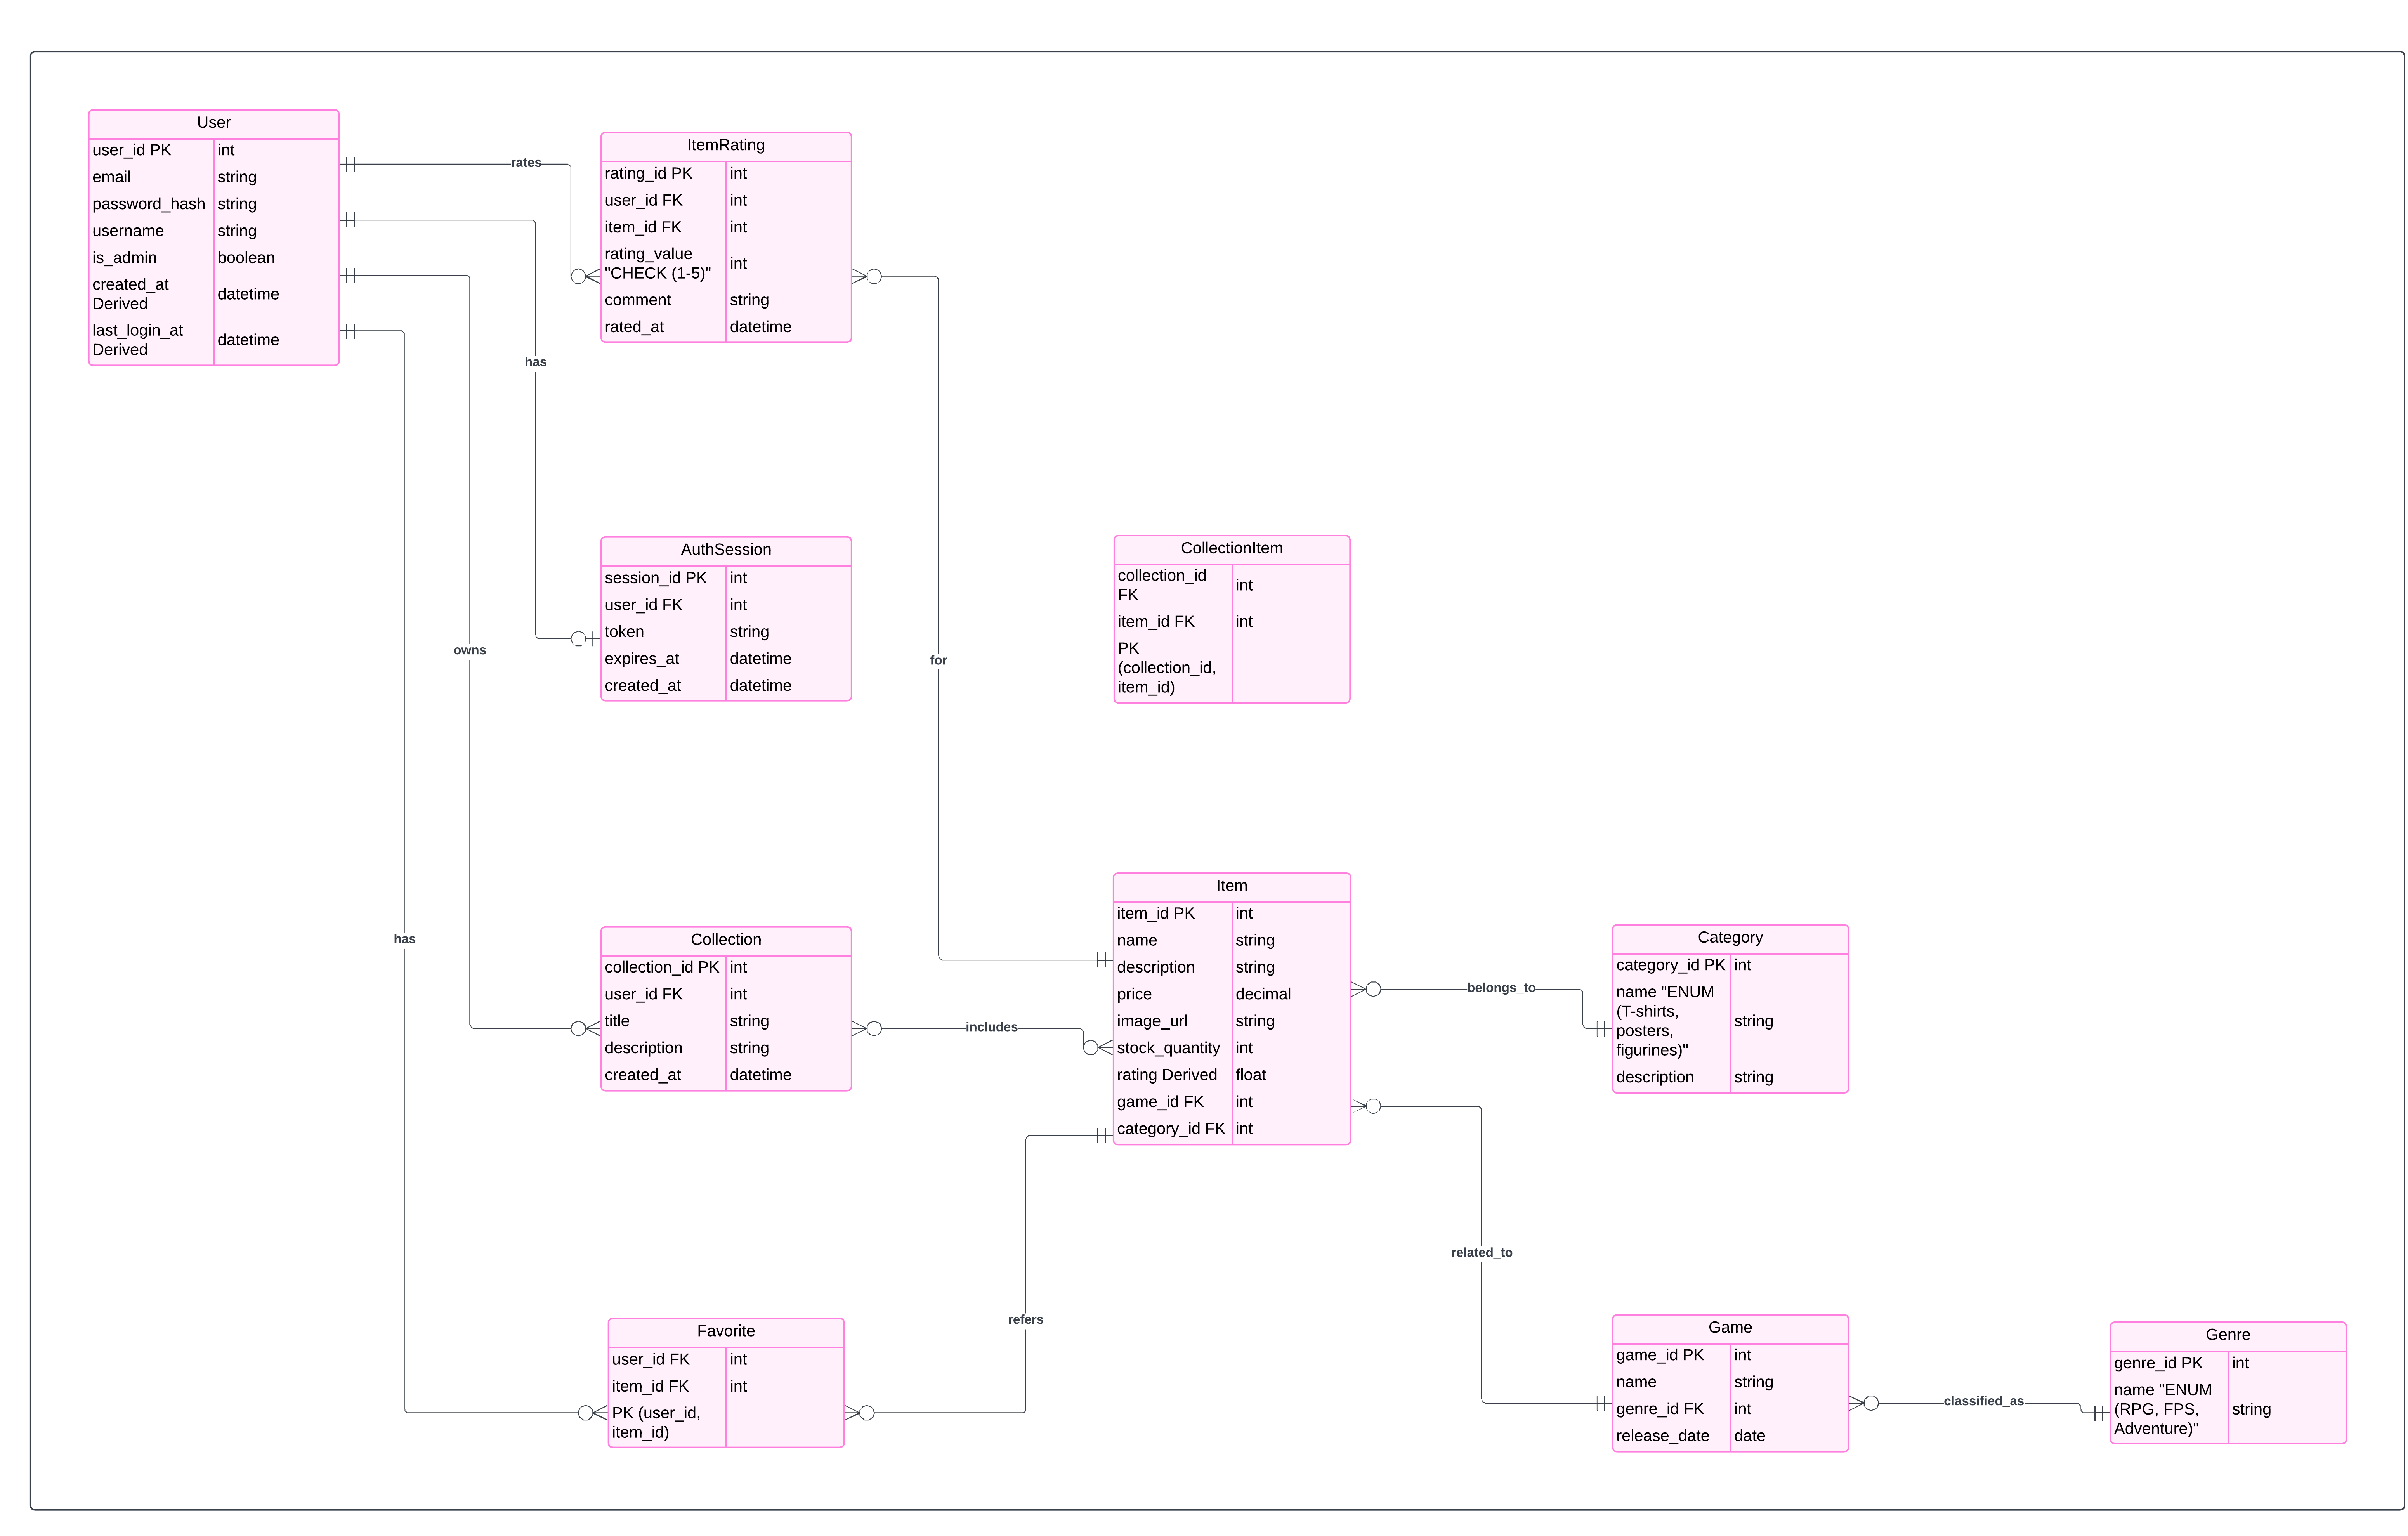 User
user_id PK int
email string
password_hash string
username string
is_admin boolean
created_at
Derived
datetime
last_login_at
Derived
datetime
rates
has
owns
has
ItemRating
rating_id PK int
user_id FK int
item_id FK int
rating_value
"CHECK (1-5)"
int
comment string
rated_at datetime
for
AuthSession
session_id PK int
user_id FK int
token string
expires_at datetime
created_at datetime
CollectionItem
collection_id
FK
int
item_id FK int
PK
(collection_id,
item_id)
Collection
collection_id PK int
user_id FK int
title string
description string
created_at datetime
includes
Item
item_id PK int
name string
description string
price decimal
image_url string
stock_quantity int
rating Derived float
game_id FK int
category_id FK int
belongs_to
Category
category_id PK int
name "ENUM
(T-shirts,
posters,
figurines)"
string
description string
related_to
refers
Favorite
user_id FK int
item_id FK int
PK (user_id,
item_id)
Game
game_id PK int
name string
genre_id FK int
release_date date
classified_as
Genre
genre_id PK int
name "ENUM
(RPG, FPS,
Adventure)"
string